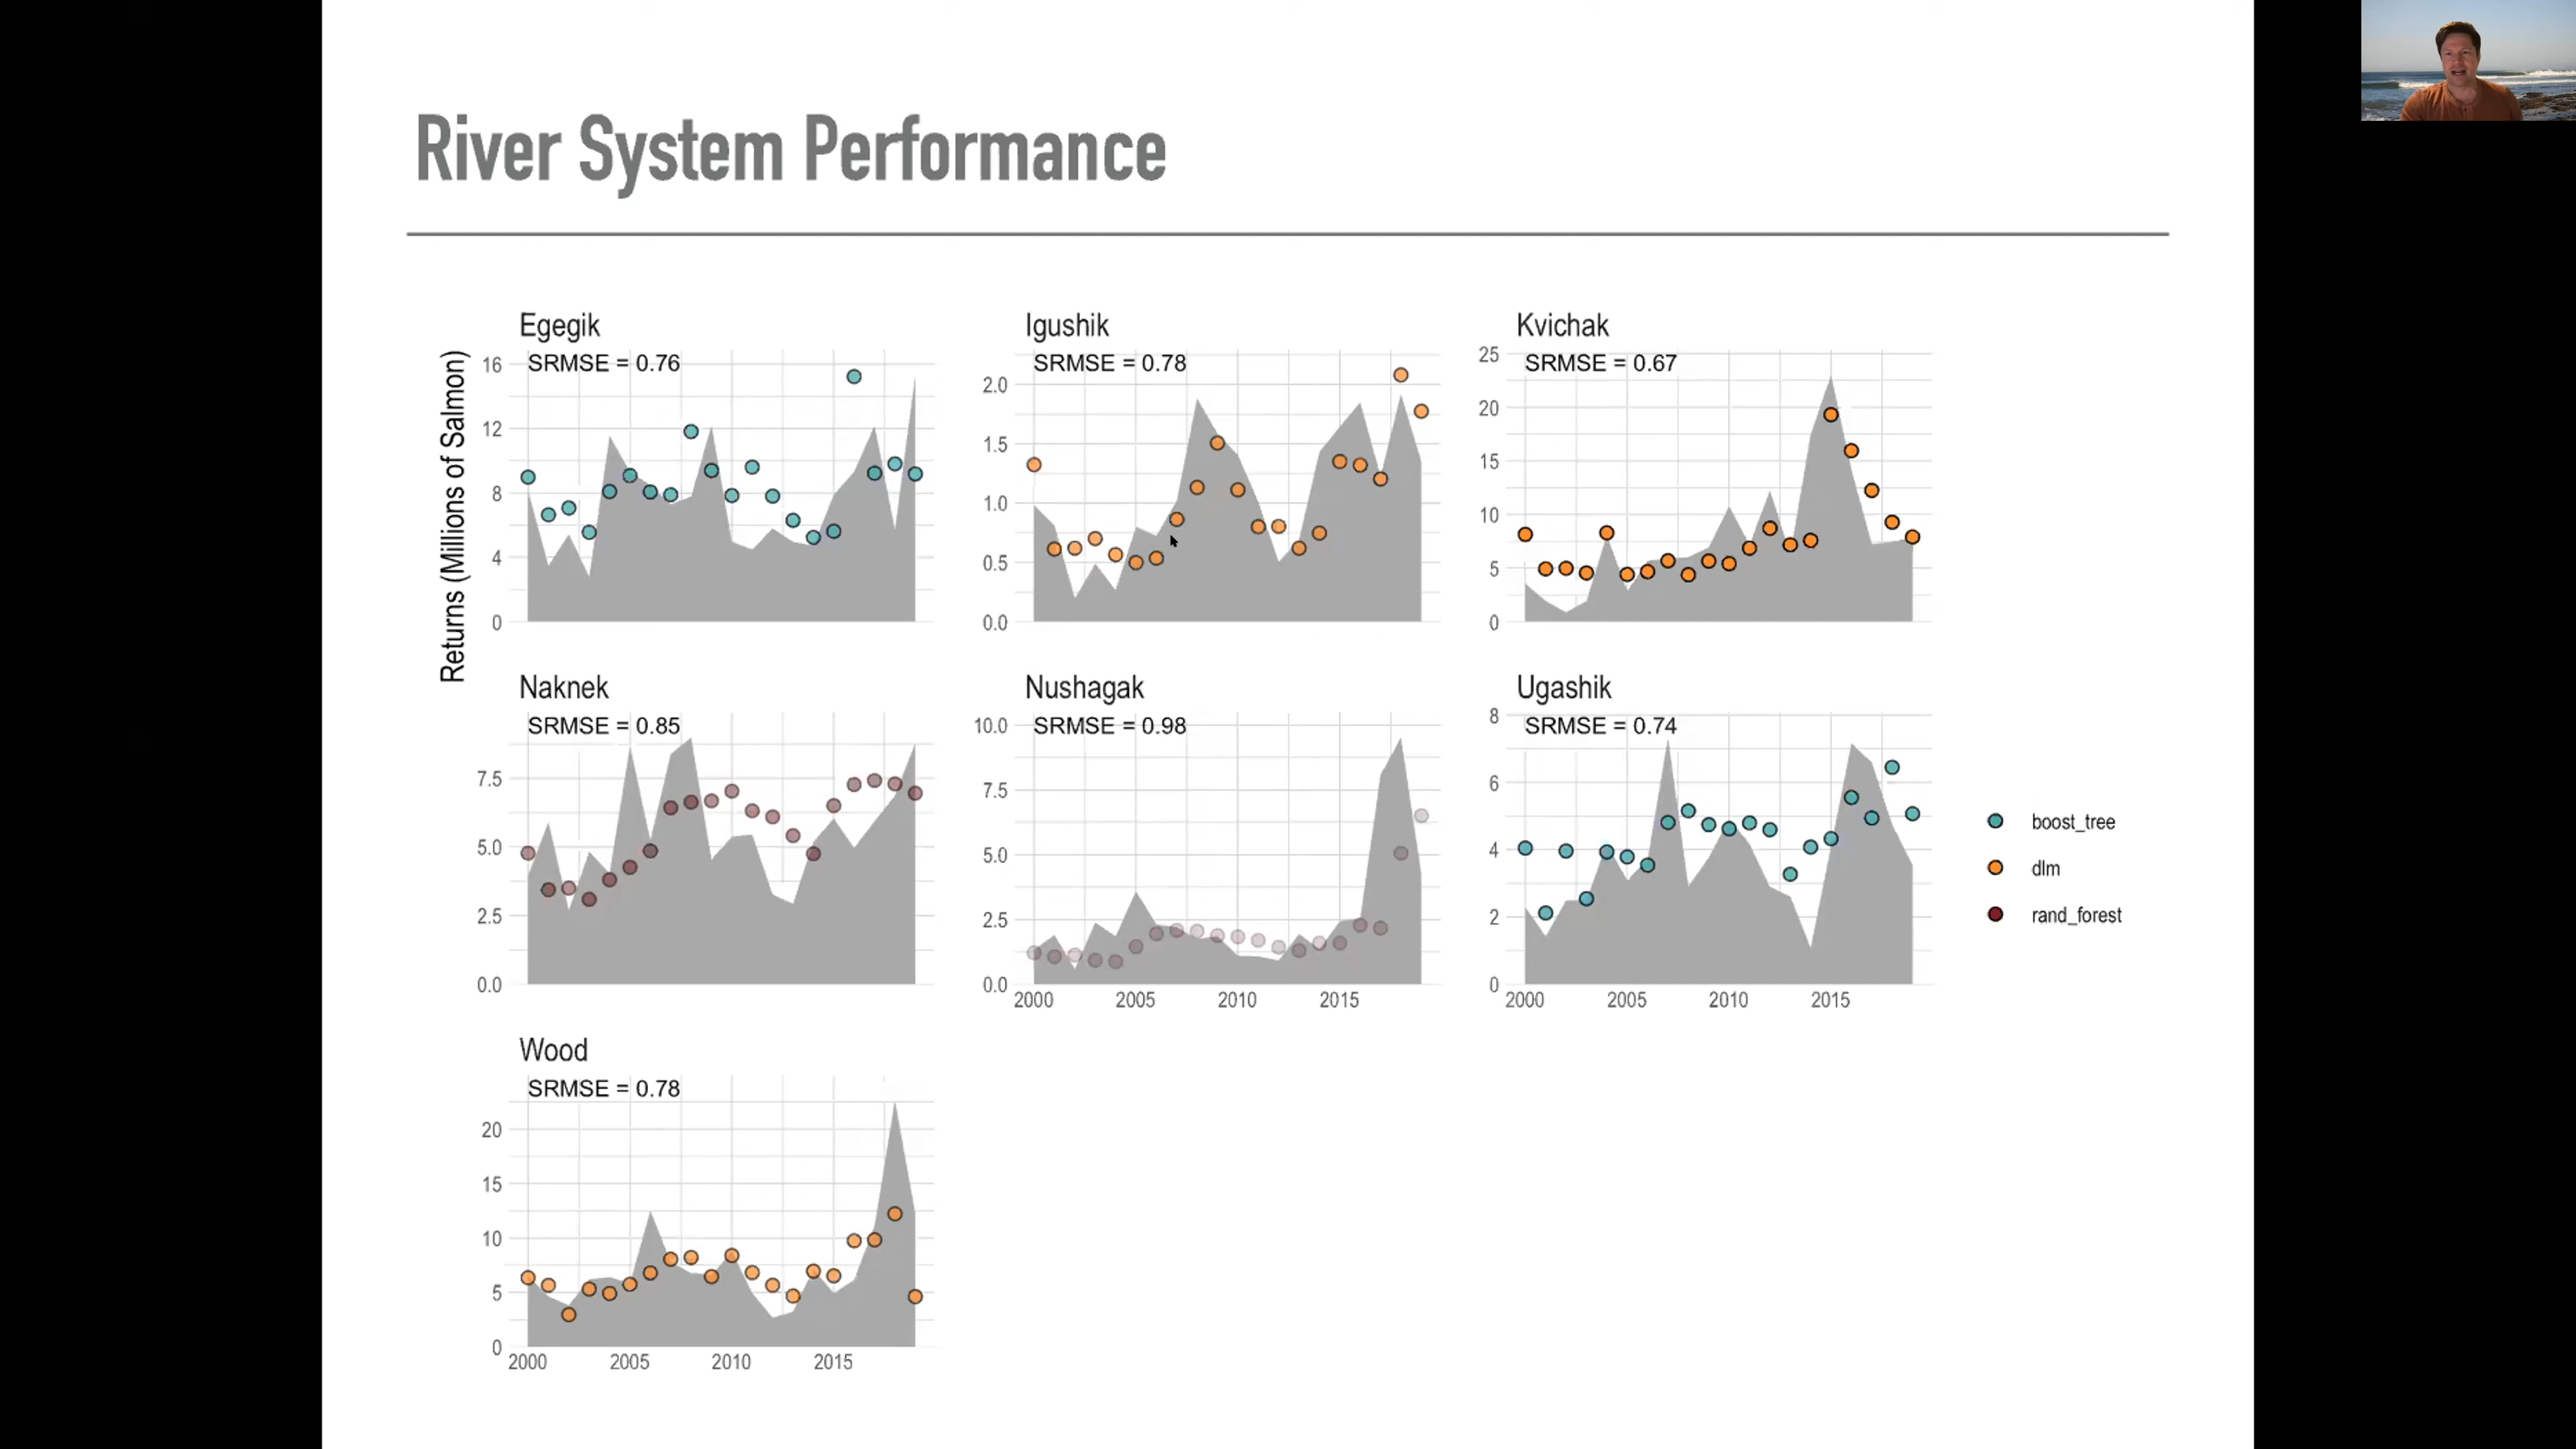 River System Performance
Returns (Millions of Salmon)
Egegik
SRMSE = 0.76
16
12
8
4
0
Igushik
SRMSE = 0.78
2.0
1.5
1.0
0.5
0.0
Kvichak
SRMSE = 0.67
25
20
15
10
5
0
Naknek
SRMSE = 0.85
7.5
5.0
2.5
0.0
Nushagak
SRMSE = 0.98
10.0
7.5
5.0
2.5
0.0
2000 2005 2010 2015
Ugashik
SRMSE = 0.74
8
6
4
2
0
2000 2005 2010 2015
boost_tree
dlm
rand_forest
Wood
SRMSE = 0.78
20
15
10
5
0
2000 2005 2010 2015